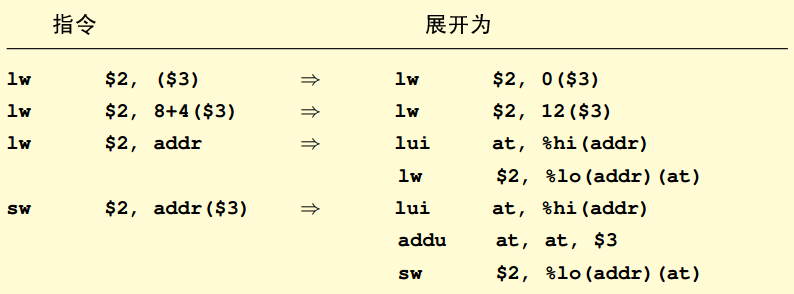 指令 展开为
lw $2, ($3) ⇒ lw $2, 0($3)
lw $2, 8+4($3) ⇒ lw $2, 12($3)
lw $2, addr ⇒ lui at, %hi(addr)
lw $2, %lo(addr)(at)
sw $2, addr($3) ⇒ lui at, %hi(addr)
addu at, at, $3
sw $2, %lo(addr)(at)